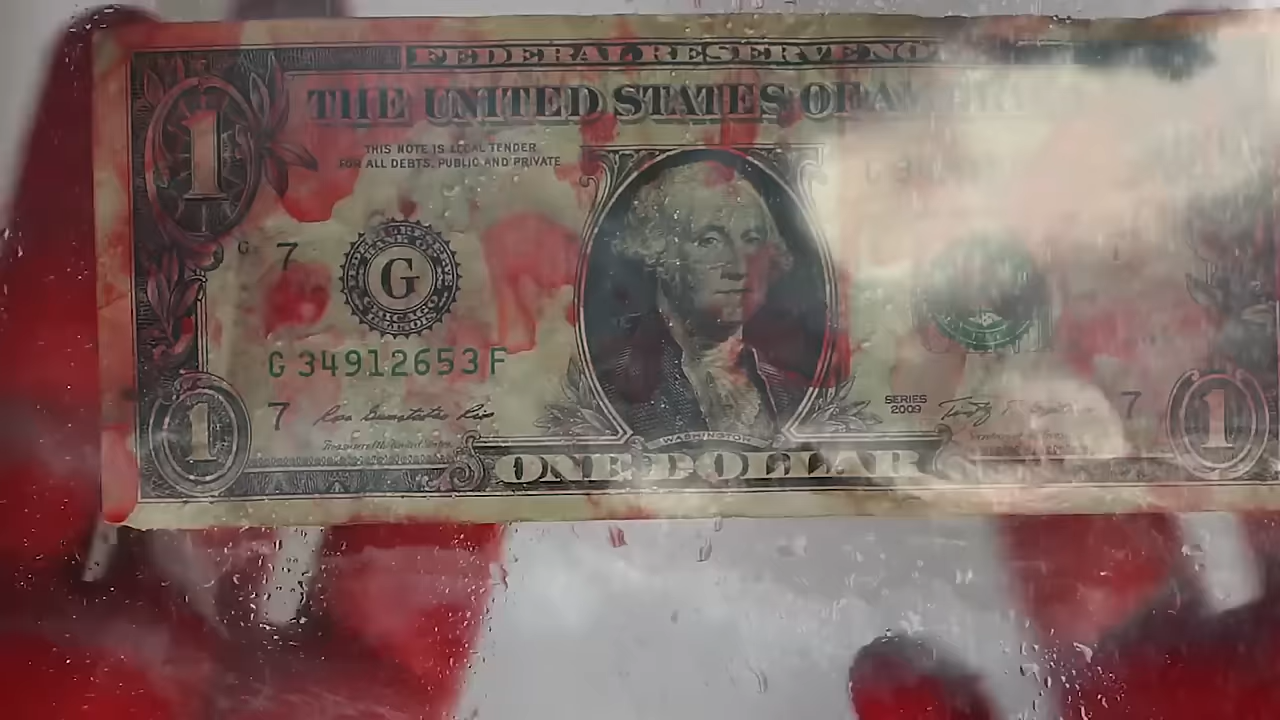 FEDERAL RESERVE NO
THE UNITED STATES OF A
THIS NOTE IS LEGAL TENDER
FOR ALL DEBTS, PUBLIC AND PRIVATE
1
G 7
G
G 34912653 F
7
SERIES
2009
7
WASHINGTON
1
ONE DOLLAR
1